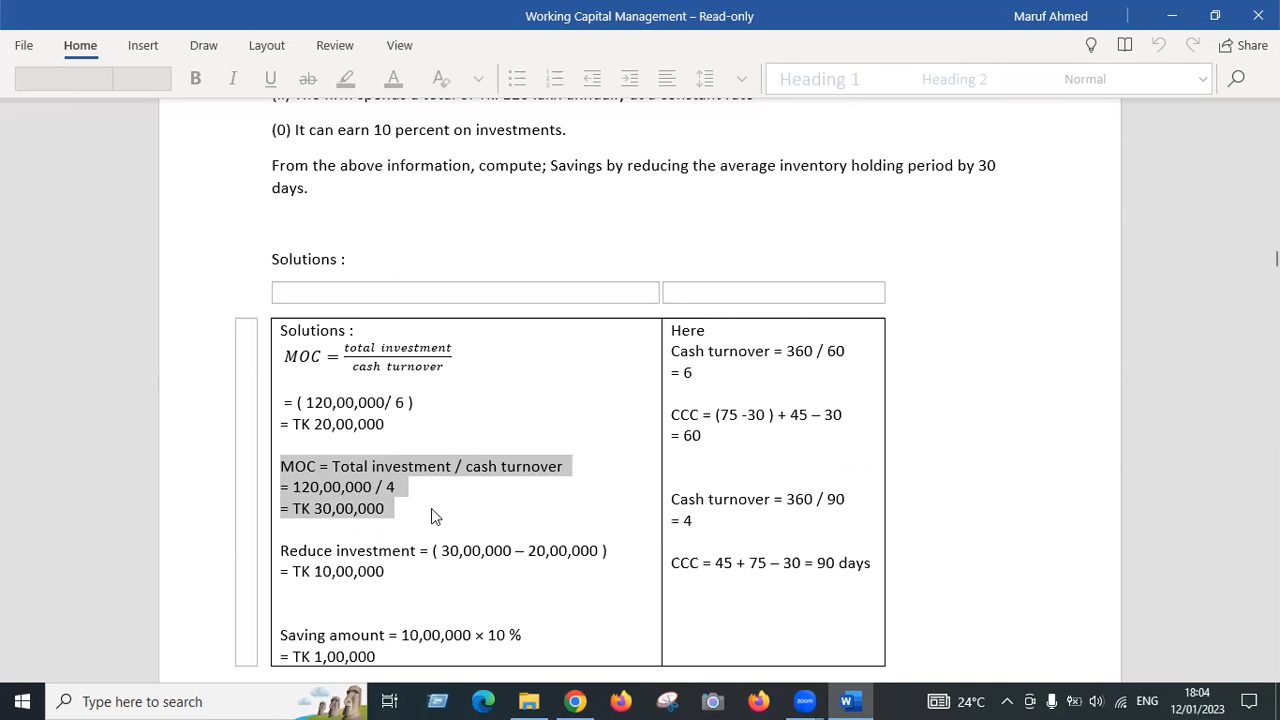 Working Capital Management – Read-only
Maruf Ahmed
File Home Insert Draw Layout References Review View
Share
Heading 1 Heading 2 Normal
(0) It can earn 10 percent on investments.
From the above information, compute; Savings by reducing the average inventory holding period by 30
days.
Solutions :
Solutions :
MOC = total investment / cash turnover
= ( 120,00,000/ 6 )
= TK 20,00,000
MOC = Total investment / cash turnover
= 120,00,000 / 4
= TK 30,00,000
Reduce investment = ( 30,00,000 – 20,00,000 )
= TK 10,00,000
Saving amount = 10,00,000 × 10 %
= TK 1,00,000
Here
Cash turnover = 360 / 60
= 6
CCC = (75 -30 ) + 45 – 30
= 60
Cash turnover = 360 / 90
= 4
CCC = 45 + 75 – 30 = 90 days
Type here to search
zoom
24°C
ENG
18:04
12/01/2023